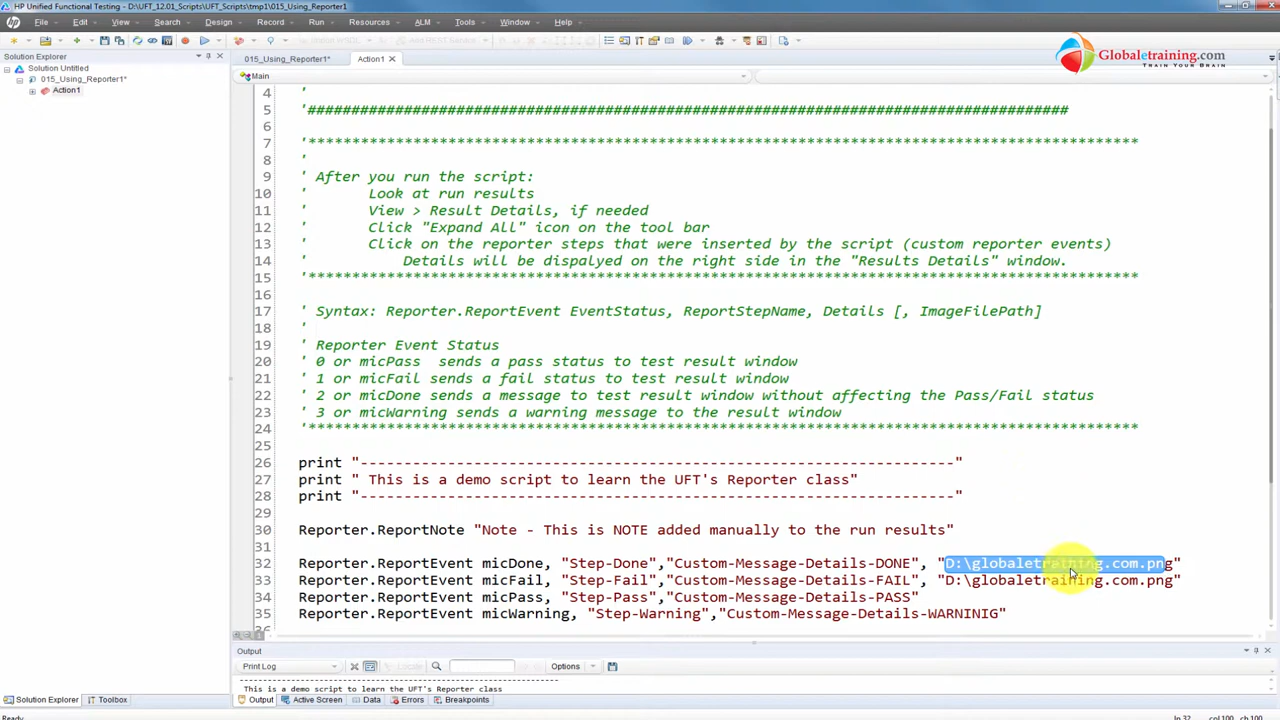 HP Unified Functional Testing - D:\UFT_12.01_Scripts\UFT_Scripts\tmp1\015_Using_Reporter1
File Edit View Search Design Record Run Resources ALM Tools Window Help
Globaletraining.com
TRAIN YOUR BRAIN
Solution Explorer
Solution Untitled
015_Using_Reporter1*
Action1
015_Using_Reporter1* Action1
Main
4 '
5 '#######################################################################################
6
7 '***********************************************************************************************
8 '
9 ' After you run the script:
10 ' Look at run results
11 ' View > Result Details, if needed
12 ' Click "Expand All" icon on the tool bar
13 ' Click on the reporter steps that were inserted by the script (custom reporter events)
14 ' Details will be dispalyed on the right side in the "Results Details" window.
15 '***********************************************************************************************
16
17 ' Syntax: Reporter.ReportEvent EventStatus, ReportStepName, Details [, ImageFilePath]
18 '
19 ' Reporter Event Status
20 ' 0 or micPass sends a pass status to test result window
21 ' 1 or micFail sends a fail status to test result window
22 ' 2 or micDone sends a message to test result window without affecting the Pass/Fail status
23 ' 3 or micWarning sends a warning message to the result window
24 '***********************************************************************************************
25
26 print "--------------------------------------------------------------------"
27 print " This is a demo script to learn the UFT's Reporter class"
28 print "--------------------------------------------------------------------"
29
30 Reporter.ReportNote "Note - This is NOTE added manually to the run results"
31
32 Reporter.ReportEvent micDone, "Step-Done","Custom-Message-Details-DONE", "D:\globaletraining.com.png"
33 Reporter.ReportEvent micFail, "Step-Fail","Custom-Message-Details-FAIL", "D:\globaletraining.com.png"
34 Reporter.ReportEvent micPass, "Step-Pass","Custom-Message-Details-PASS"
35 Reporter.ReportEvent micWarning, "Step-Warning","Custom-Message-Details-WARNINIG"
36
Output
Print Log Locate Options
--------------------------------------------------------------------
This is a demo script to learn the UFT's Reporter class
Solution Explorer Toolbox Output Active Screen Data Errors Breakpoints
Ready ln 32 col 100 ch 100